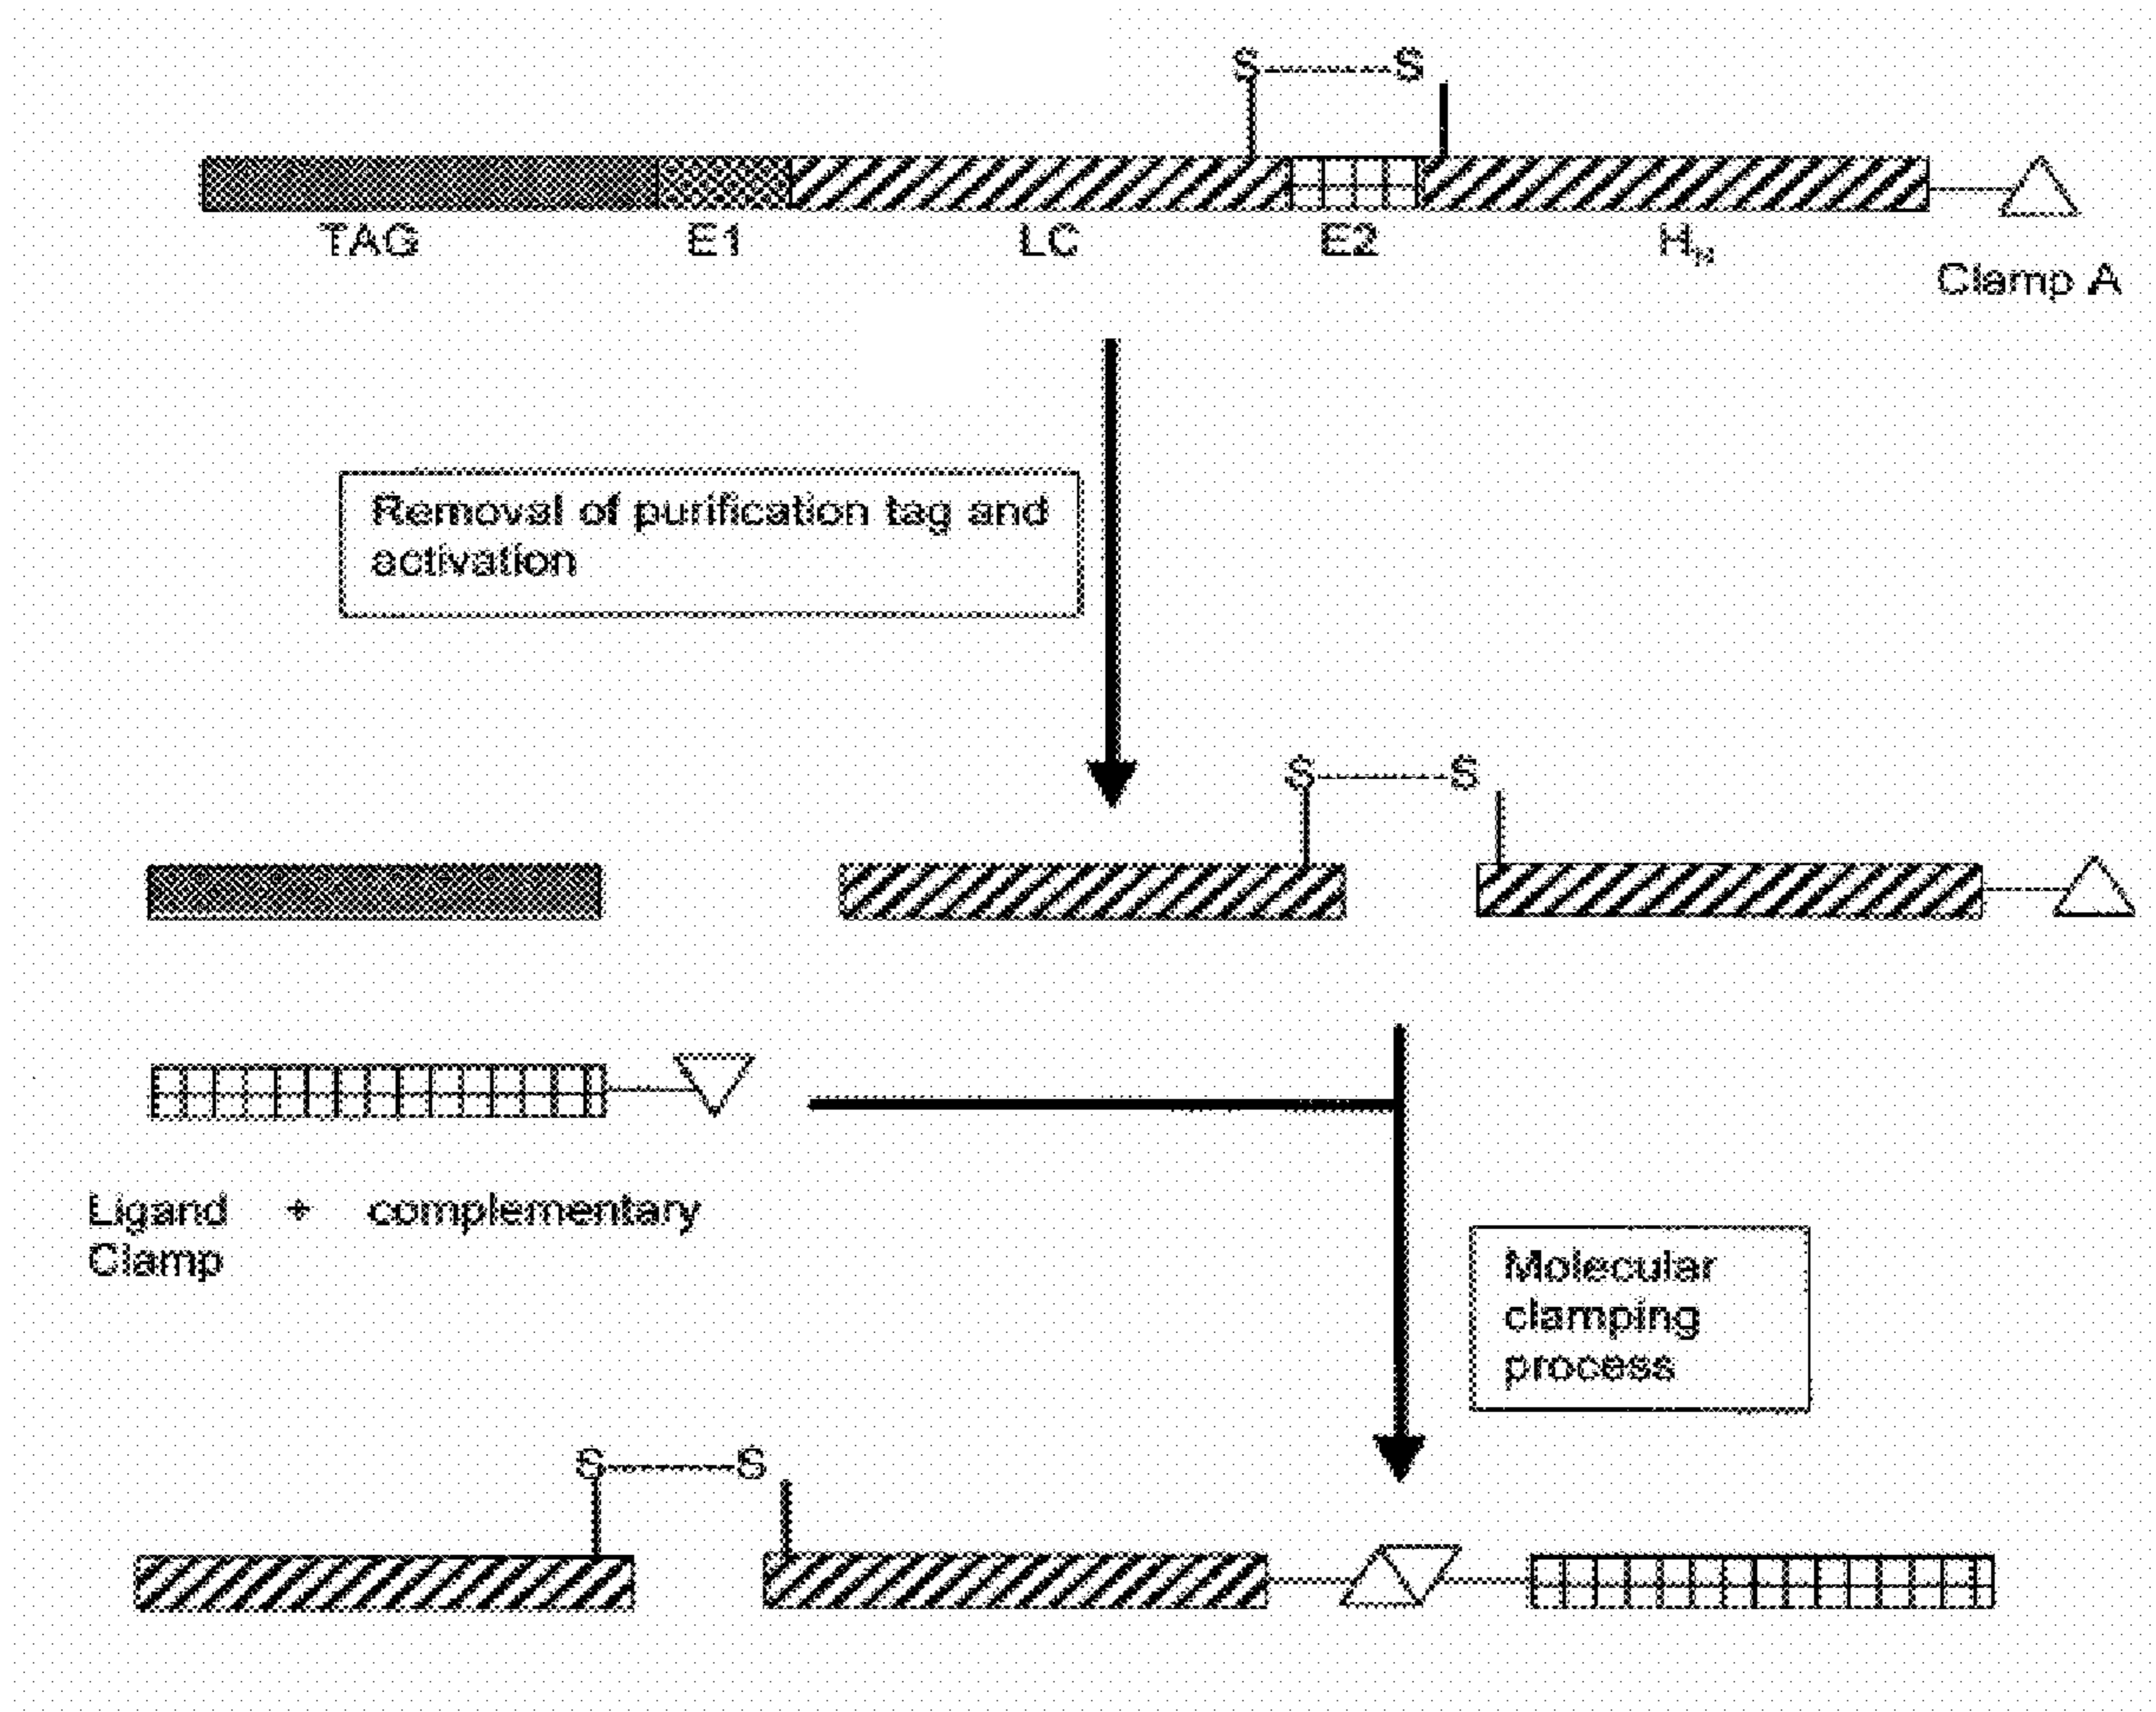 S S
TAG E1 LC E2 HN
Clamp A
Removal of purification tag and
activation
S S
Ligand + complementary
Clamp
Molecular
clamping
process
S S